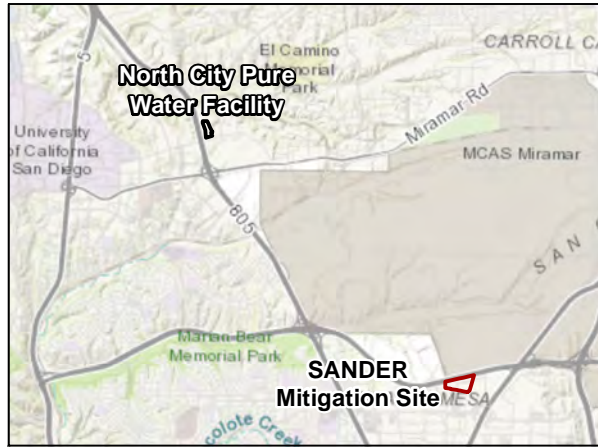 CARROLL CA
El Camino
Memorial
Park
North City Pure
Water Facility
5
Miramar Rd
University
of California
San Diego
MCAS Miramar
805
SAN
Marian Bear
Memorial Park
SANDER
Mitigation Site
MESA
colote Creek